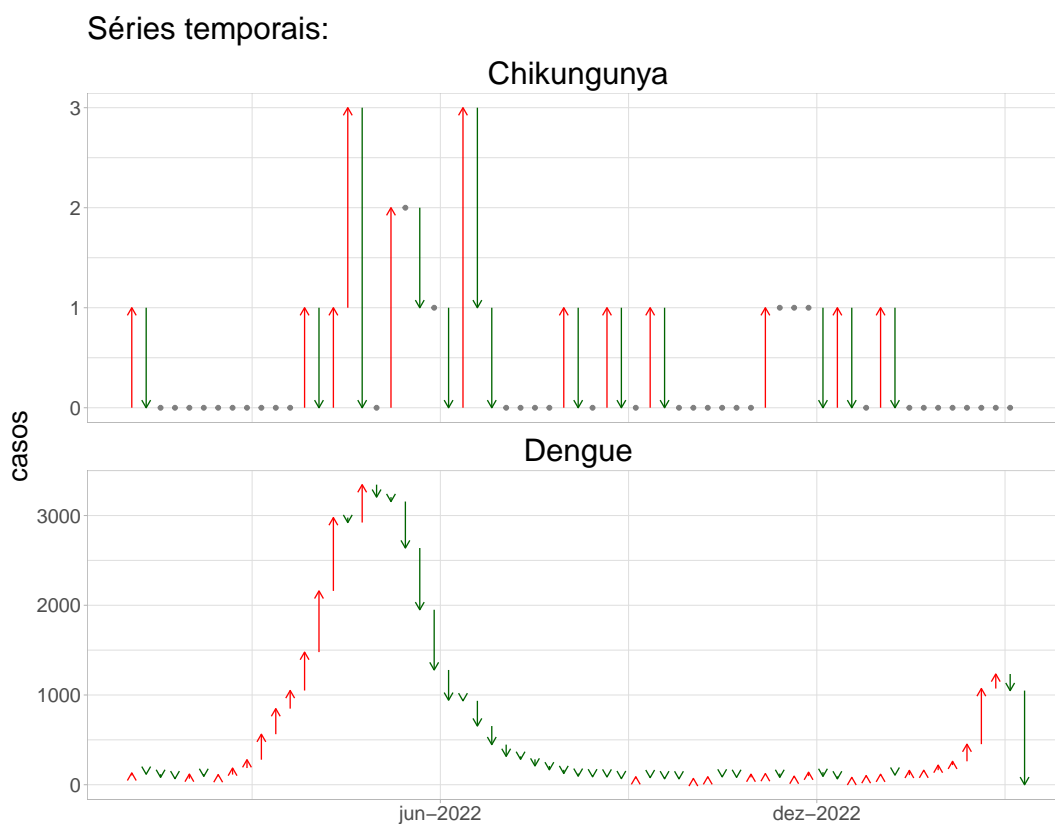 Séries temporais:
Chikungunya
3
2
1
0
casos
Dengue
3000
2000
1000
0
jun−2022
dez−2022